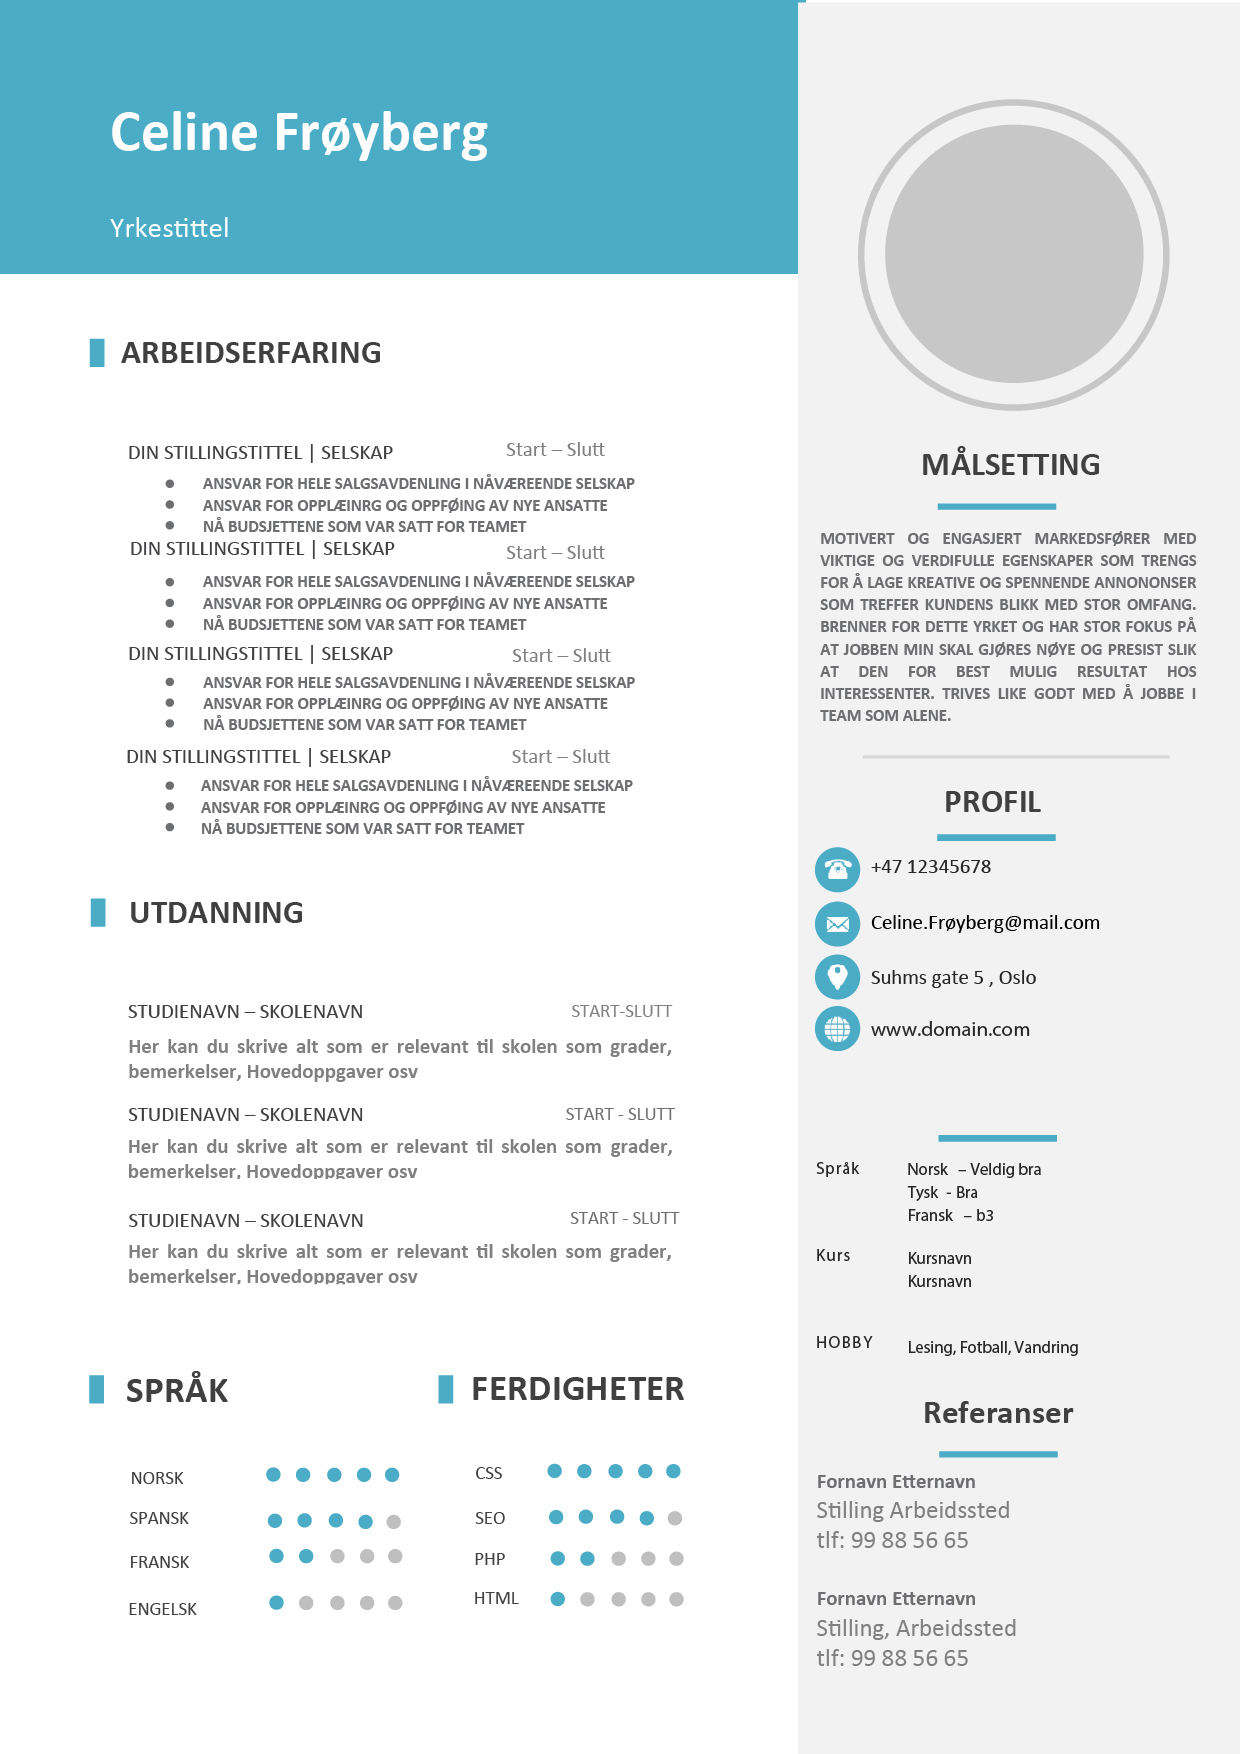 Celine Frøyberg
Yrkestittel
ARBEIDSERFARING
DIN STILLINGSTITTEL | SELSKAP Start – Slutt
● ANSVAR FOR HELE SALGSAVDENLING I NÅVÆREENDE SELSKAP
● ANSVAR FOR OPPLÆINRG OG OPPFØING AV NYE ANSATTE
● NÅ BUDSJETTENE SOM VAR SATT FOR TEAMET
DIN STILLINGSTITTEL | SELSKAP Start – Slutt
● ANSVAR FOR HELE SALGSAVDENLING I NÅVÆREENDE SELSKAP
● ANSVAR FOR OPPLÆINRG OG OPPFØING AV NYE ANSATTE
● NÅ BUDSJETTENE SOM VAR SATT FOR TEAMET
DIN STILLINGSTITTEL | SELSKAP Start – Slutt
● ANSVAR FOR HELE SALGSAVDENLING I NÅVÆREENDE SELSKAP
● ANSVAR FOR OPPLÆINRG OG OPPFØING AV NYE ANSATTE
● NÅ BUDSJETTENE SOM VAR SATT FOR TEAMET
DIN STILLINGSTITTEL | SELSKAP Start – Slutt
● ANSVAR FOR HELE SALGSAVDENLING I NÅVÆREENDE SELSKAP
● ANSVAR FOR OPPLÆINRG OG OPPFØING AV NYE ANSATTE
● NÅ BUDSJETTENE SOM VAR SATT FOR TEAMET
UTDANNING
STUDIENAVN – SKOLENAVN START-SLUTT
Her kan du skrive alt som er relevant til skolen som grader,
bemerkelser, Hovedoppgaver osv
STUDIENAVN – SKOLENAVN START - SLUTT
Her kan du skrive alt som er relevant til skolen som grader,
bemerkelser, Hovedoppgaver osv
STUDIENAVN – SKOLENAVN START - SLUTT
Her kan du skrive alt som er relevant til skolen som grader,
bemerkelser, Hovedoppgaver osv
SPRÅK
NORSK
SPANSK
FRANSK
ENGELSK
FERDIGHETER
CSS
SEO
PHP
HTML
MÅLSETTING
MOTIVERT OG ENGASJERT MARKEDSFØRER MED
VIKTIGE OG VERDIFULLE EGENSKAPER SOM TRENGS
FOR Å LAGE KREATIVE OG SPENNENDE ANNONONSER
SOM TREFFER KUNDENS BLIKK MED STOR OMFANG.
BRENNER FOR DETTE YRKET OG HAR STOR FOKUS PÅ
AT JOBBEN MIN SKAL GJØRES NØYE OG PRESIST SLIK
AT DEN FOR BEST MULIG RESULTAT HOS
INTERESSENTER. TRIVES LIKE GODT MED Å JOBBE I
TEAM SOM ALENE.
PROFIL
+47 12345678
Celine.Frøyberg@mail.com
Suhms gate 5 , Oslo
www.domain.com
Språk Norsk – Veldig bra
Tysk - Bra
Fransk – b3
Kurs Kursnavn
Kursnavn
HOBBY Lesing, Fotball, Vandring
Referanser
Fornavn Etternavn
Stilling Arbeidssted
tlf: 99 88 56 65
Fornavn Etternavn
Stilling, Arbeidssted
tlf: 99 88 56 65